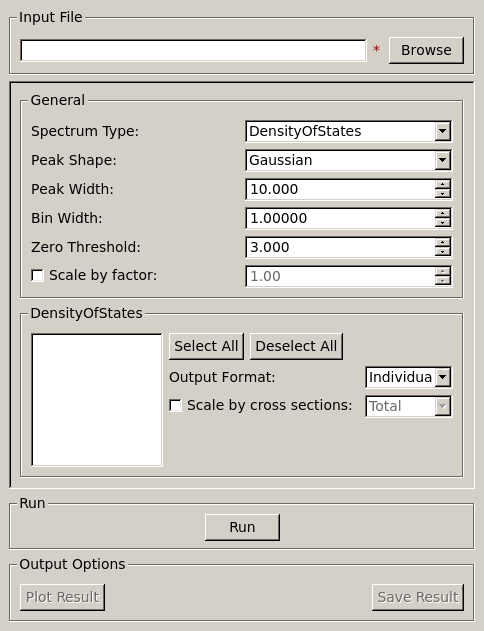 Input File
* Browse
General
Spectrum Type: DensityOfStates
Peak Shape: Gaussian
Peak Width: 10.000
Bin Width: 1.00000
Zero Threshold: 3.000
Scale by factor: 1.00
DensityOfStates
Select All Deselect All
Output Format: Individua
Scale by cross sections: Total
Run
Run
Output Options
Plot Result Save Result